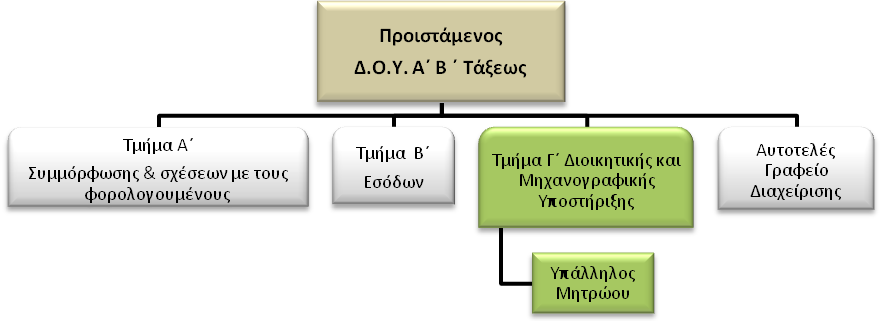 Προιστάμενος
Δ.Ο.Υ. Α΄ Β ΄ Τάξεως
Τμήμα Α΄
Συμμόρφωσης & σχέσεων με τους
φορολογουμένους
Τμήμα Β΄
Εσόδων
Τμήμα Γ΄ Διοικητικής και
Μηχανογραφικής
Υποστήριξης
Αυτοτελές
Γραφείο
Διαχείρισης
Υπάλληλος
Μητρώου